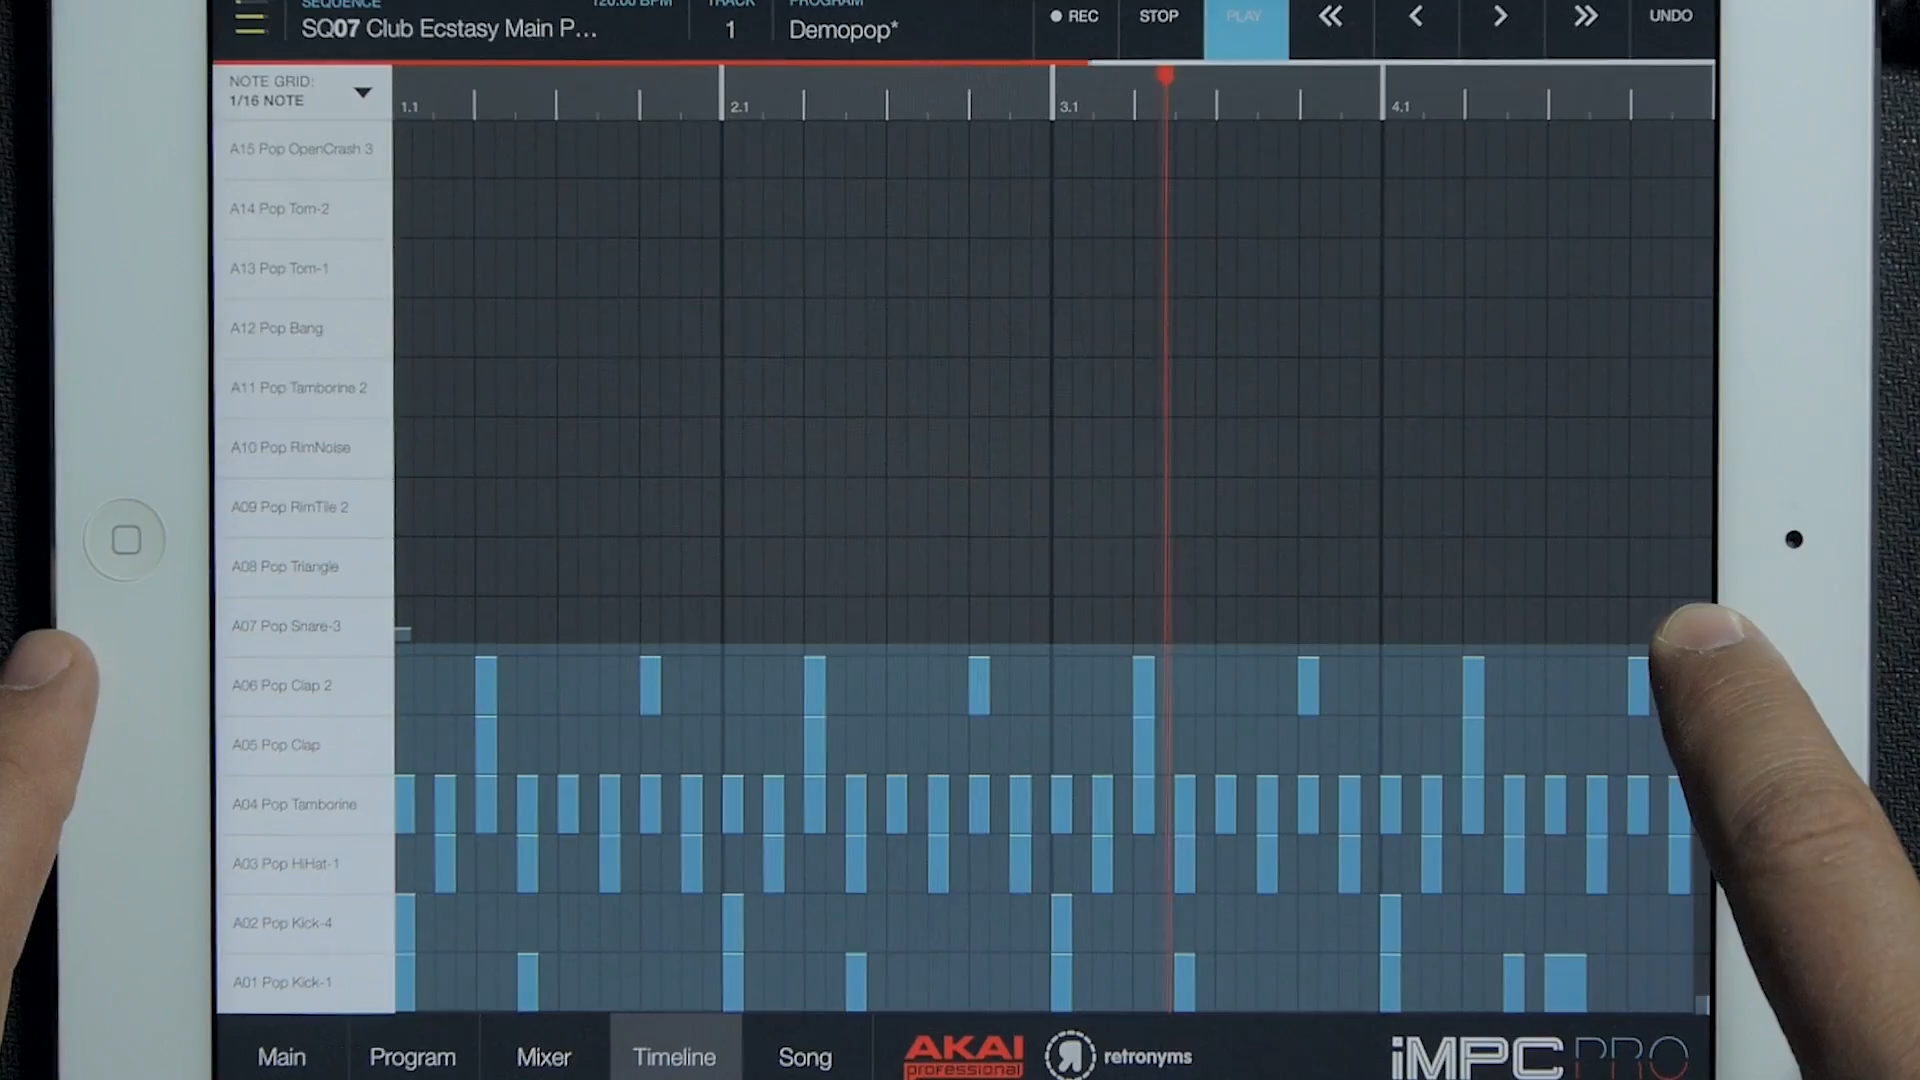 SEQUENCE
120.00 BPM
TRACK
PROGRAM
SQ07 Club Ecstasy Main P...
1
Demopop*
REC
STOP
PLAY
UNDO
NOTE GRID:
1/16 NOTE
1.1
2.1
3.1
4.1
A15 Pop OpenCrash 3
A14 Pop Tom-2
A13 Pop Tom-1
A12 Pop Bang
A11 Pop Tamborine 2
A10 Pop RimNoise
A09 Pop RimTile 2
A08 Pop Triangle
A07 Pop Snare-3
A06 Pop Clap 2
A05 Pop Clap
A04 Pop Tamborine
A03 Pop HiHat-1
A02 Pop Kick-4
A01 Pop Kick-1
Main
Program
Mixer
Timeline
Song
AKAI
professional
retronyms
iMPC PRO